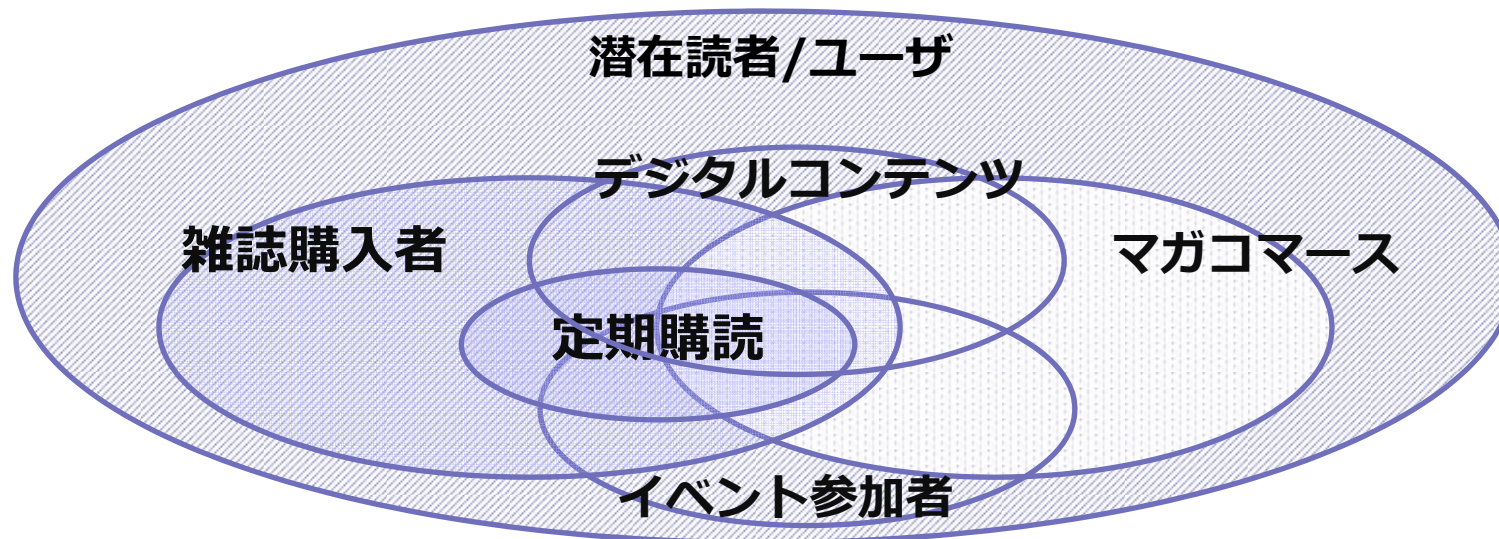 潜在読者/ユーザ
デジタルコンテンツ
雑誌購入者
マガコマース
定期購読
イベント参加者